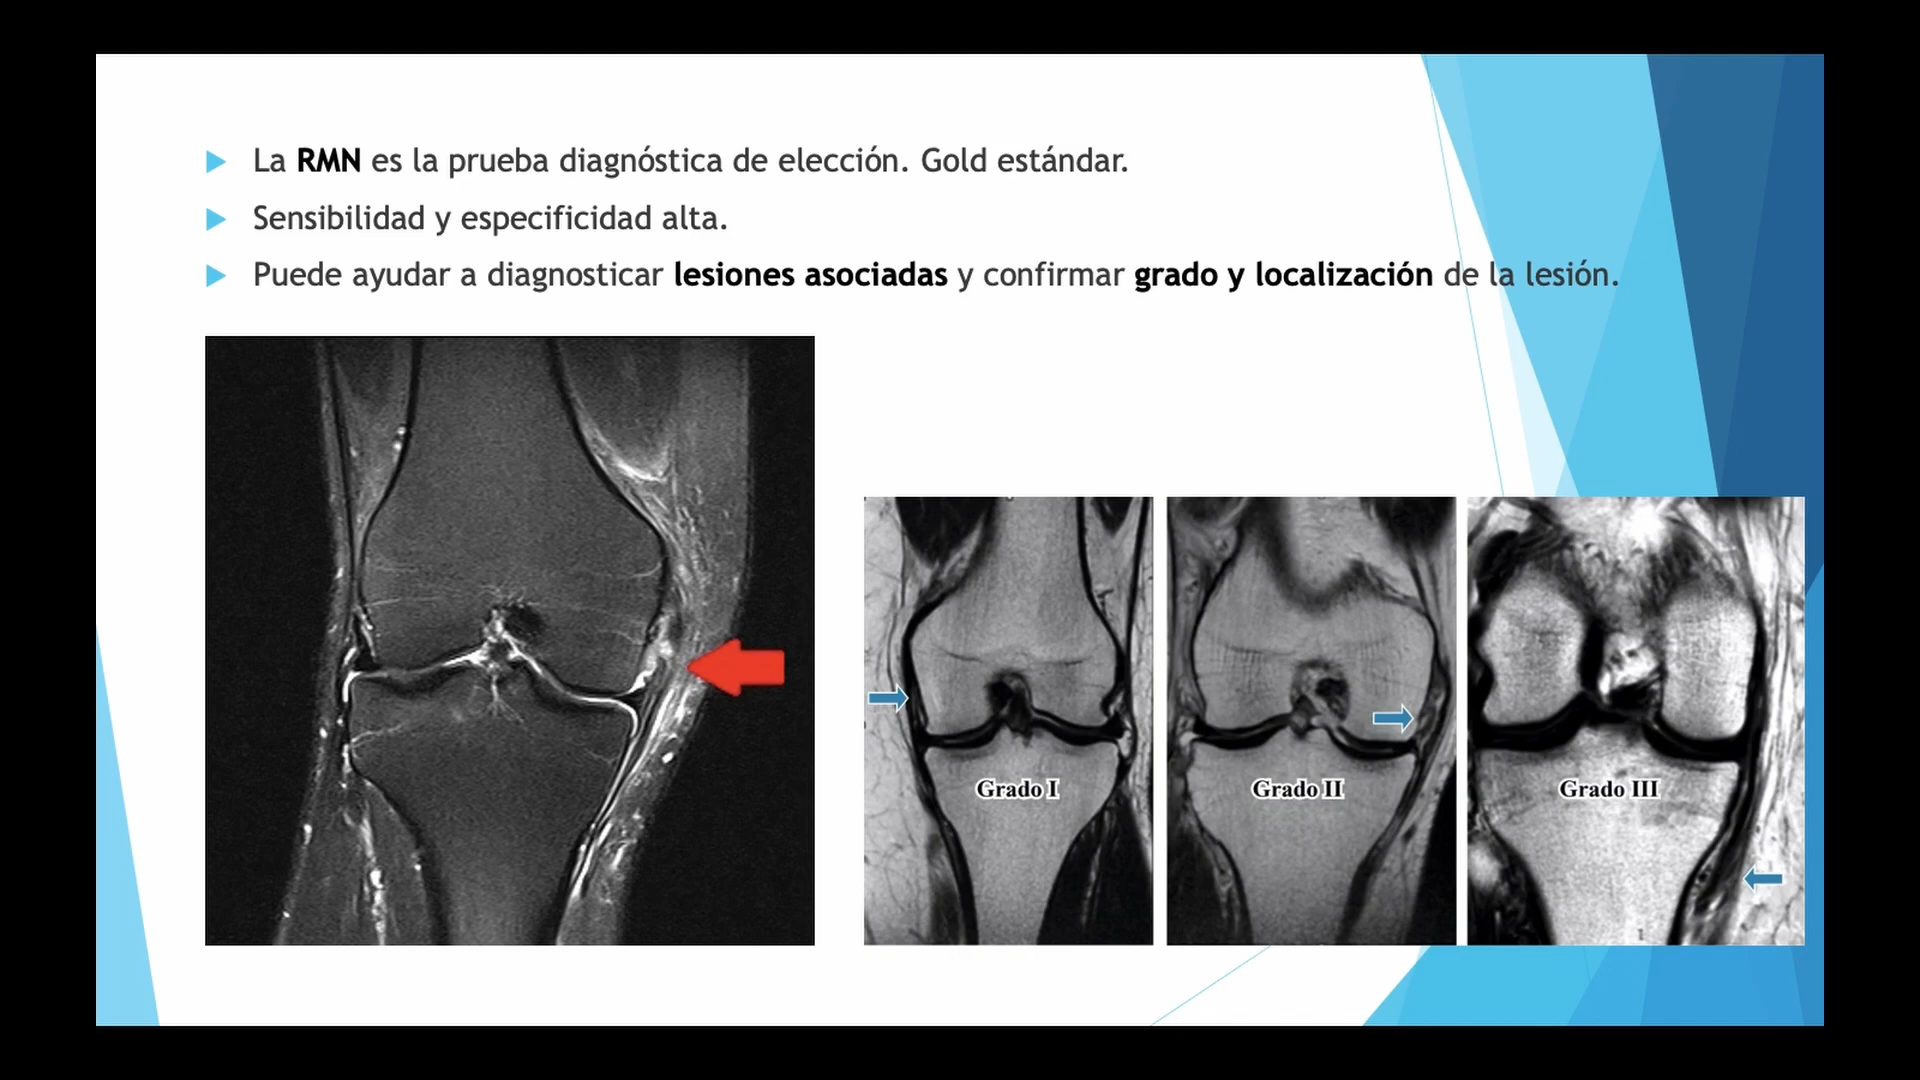 La RMN es la prueba diagnóstica de elección. Gold estándar.
Sensibilidad y especificidad alta.
Puede ayudar a diagnosticar lesiones asociadas y confirmar grado y localización de la lesión.
Grado I
Grado II
Grado III
1